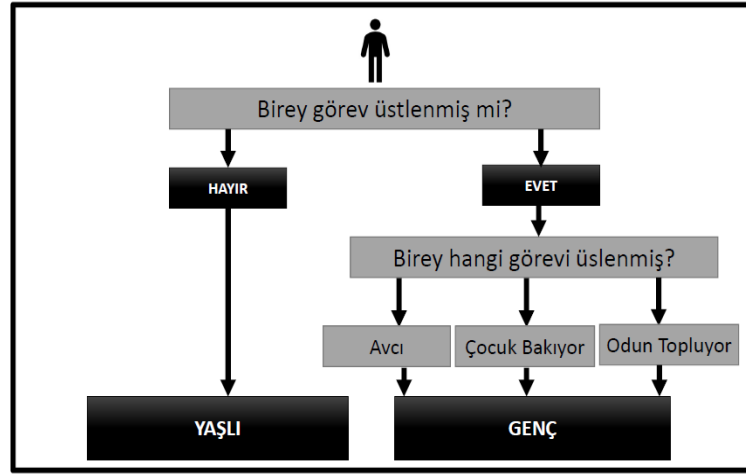 Birey görev üstlenmiş mi?
HAYIR
EVET
Birey hangi görevi üslenmiş?
Avcı
Çocuk Bakıyor
Odun Topluyor
YAŞLI
GENÇ